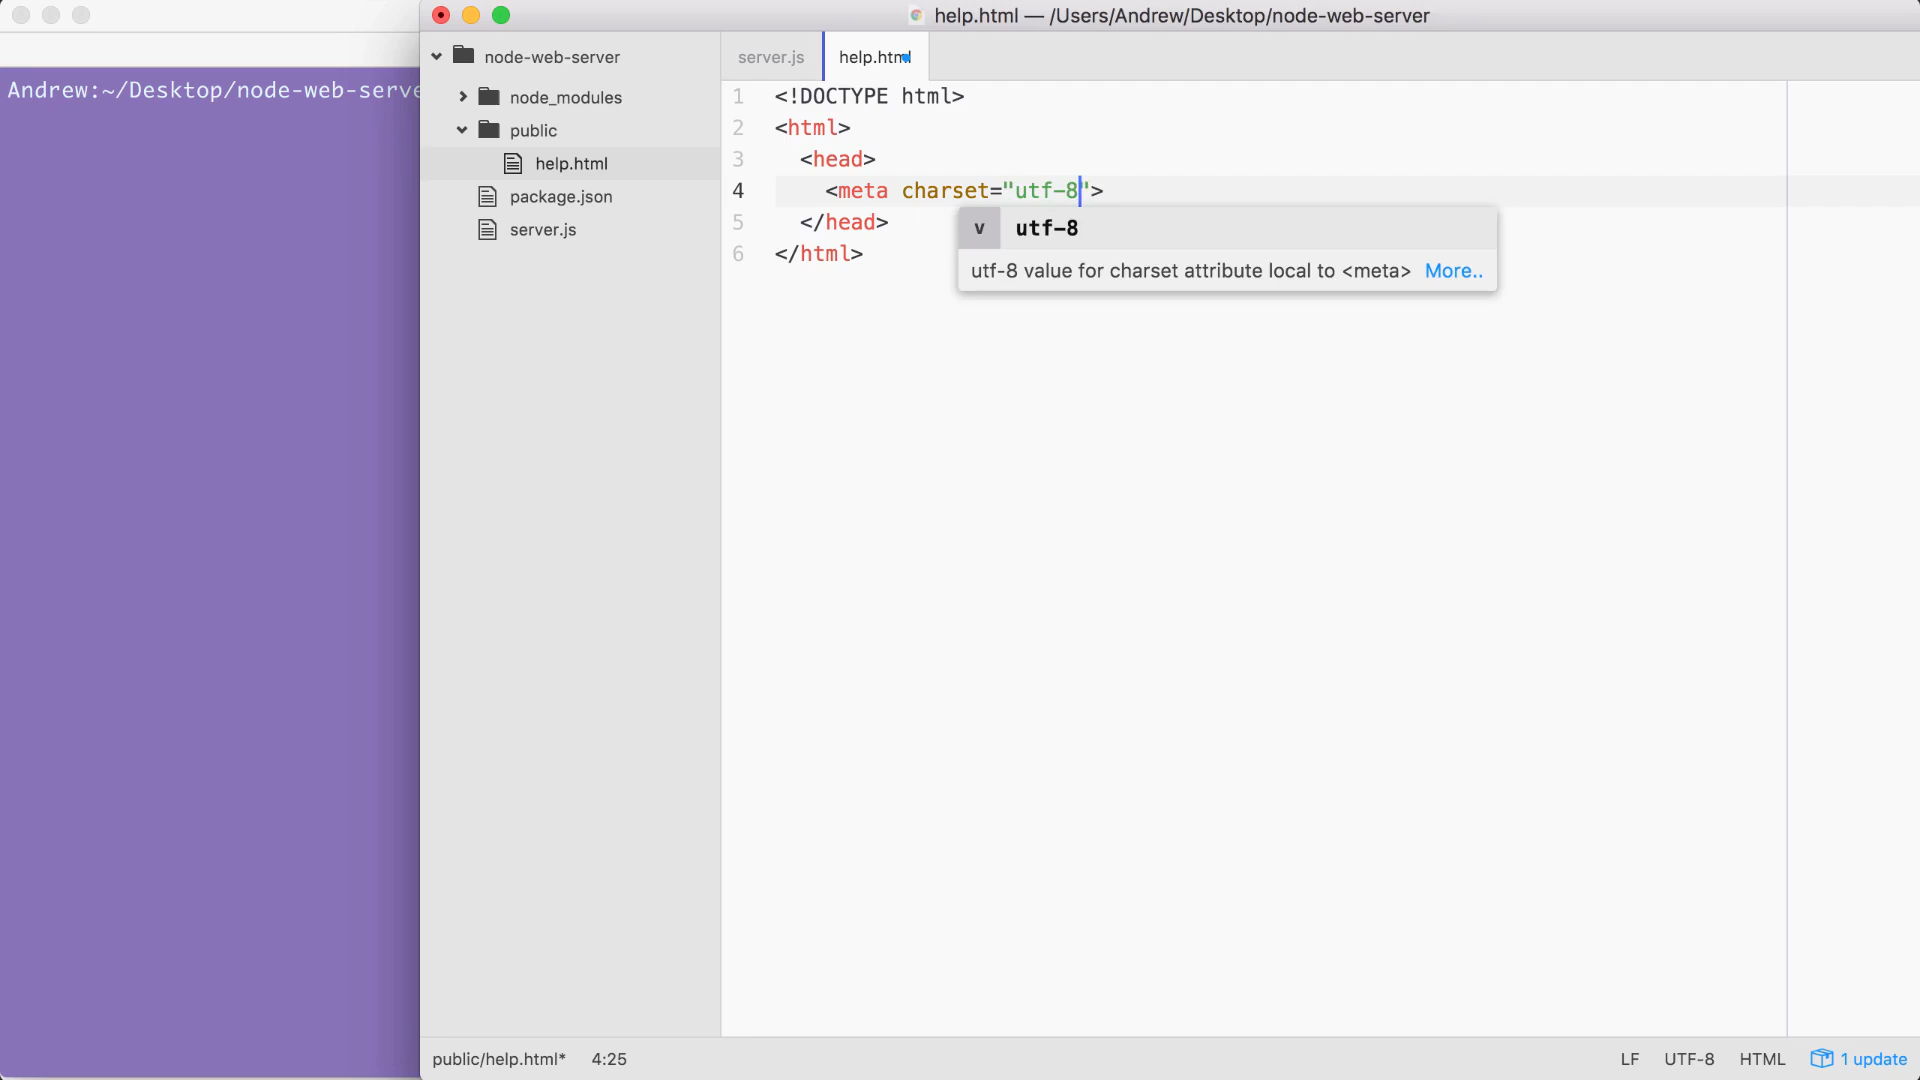 help.html — /Users/Andrew/Desktop/node-web-server
Andrew:~/Desktop/node-web-serve
node-web-server
node_modules
public
help.html
package.json
server.js
server.js
help.html
1 <!DOCTYPE html>
2 <html>
3 <head>
4 <meta charset="utf-8">
5 </head>
6 </html>
v utf-8
utf-8 value for charset attribute local to <meta> More..
public/help.html* 4:25
LF UTF-8 HTML 1 update